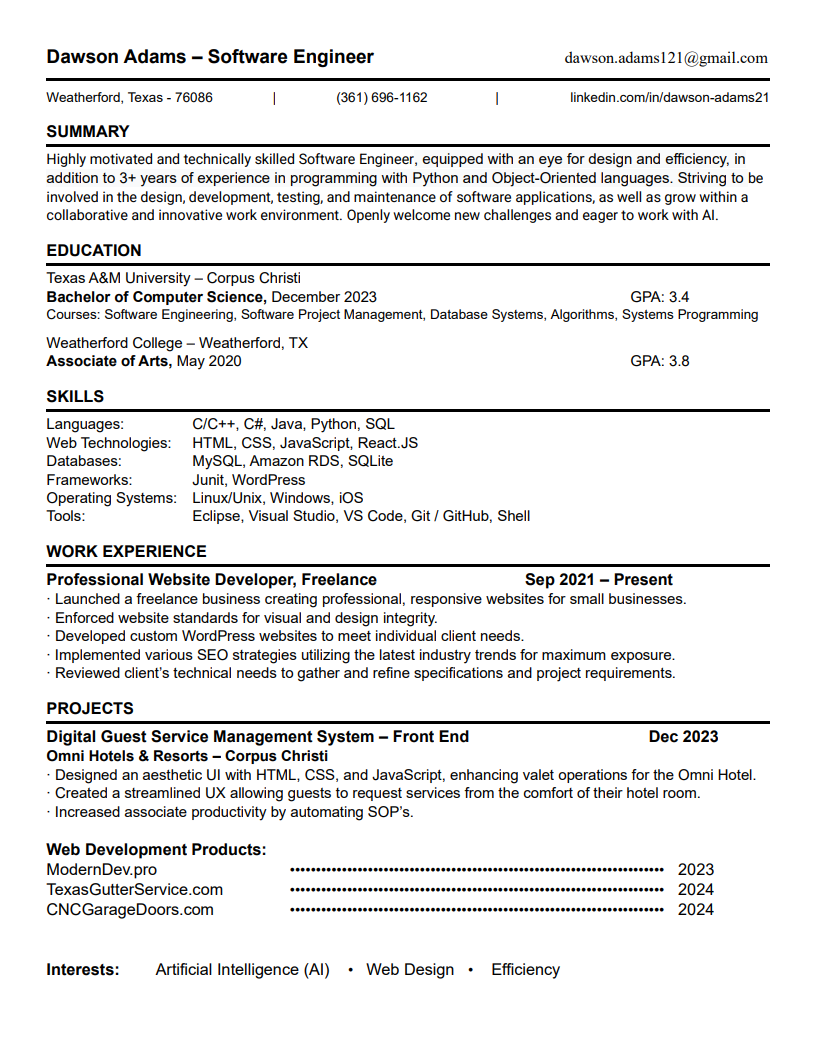 Dawson Adams – Software Engineer dawson.adams121@gmail.com
Weatherford, Texas - 76086 | (361) 696-1162 | linkedin.com/in/dawson-adams21
SUMMARY
Highly motivated and technically skilled Software Engineer, equipped with an eye for design and efficiency, in
addition to 3+ years of experience in programming with Python and Object-Oriented languages. Striving to be
involved in the design, development, testing, and maintenance of software applications, as well as grow within a
collaborative and innovative work environment. Openly welcome new challenges and eager to work with AI.
EDUCATION
Texas A&M University – Corpus Christi
Bachelor of Computer Science, December 2023 GPA: 3.4
Courses: Software Engineering, Software Project Management, Database Systems, Algorithms, Systems Programming
Weatherford College – Weatherford, TX
Associate of Arts, May 2020 GPA: 3.8
SKILLS
Languages: C/C++, C#, Java, Python, SQL
Web Technologies: HTML, CSS, JavaScript, React.JS
Databases: MySQL, Amazon RDS, SQLite
Frameworks: Junit, WordPress
Operating Systems: Linux/Unix, Windows, iOS
Tools: Eclipse, Visual Studio, VS Code, Git / GitHub, Shell
WORK EXPERIENCE
Professional Website Developer, Freelance Sep 2021 – Present
· Launched a freelance business creating professional, responsive websites for small businesses.
· Enforced website standards for visual and design integrity.
· Developed custom WordPress websites to meet individual client needs.
· Implemented various SEO strategies utilizing the latest industry trends for maximum exposure.
· Reviewed client’s technical needs to gather and refine specifications and project requirements.
PROJECTS
Digital Guest Service Management System – Front End Dec 2023
Omni Hotels & Resorts – Corpus Christi
· Designed an aesthetic UI with HTML, CSS, and JavaScript, enhancing valet operations for the Omni Hotel.
· Created a streamlined UX allowing guests to request services from the comfort of their hotel room.
· Increased associate productivity by automating SOP’s.
Web Development Products:
ModernDev.pro ••••••••••••••••••••••••••••••••••••••••••••••••••••••••••••••••••••••• 2023
TexasGutterService.com ••••••••••••••••••••••••••••••••••••••••••••••••••••••••••••••••••••••• 2024
CNCGarageDoors.com ••••••••••••••••••••••••••••••••••••••••••••••••••••••••••••••••••••••• 2024
Interests: Artificial Intelligence (AI) • Web Design • Efficiency